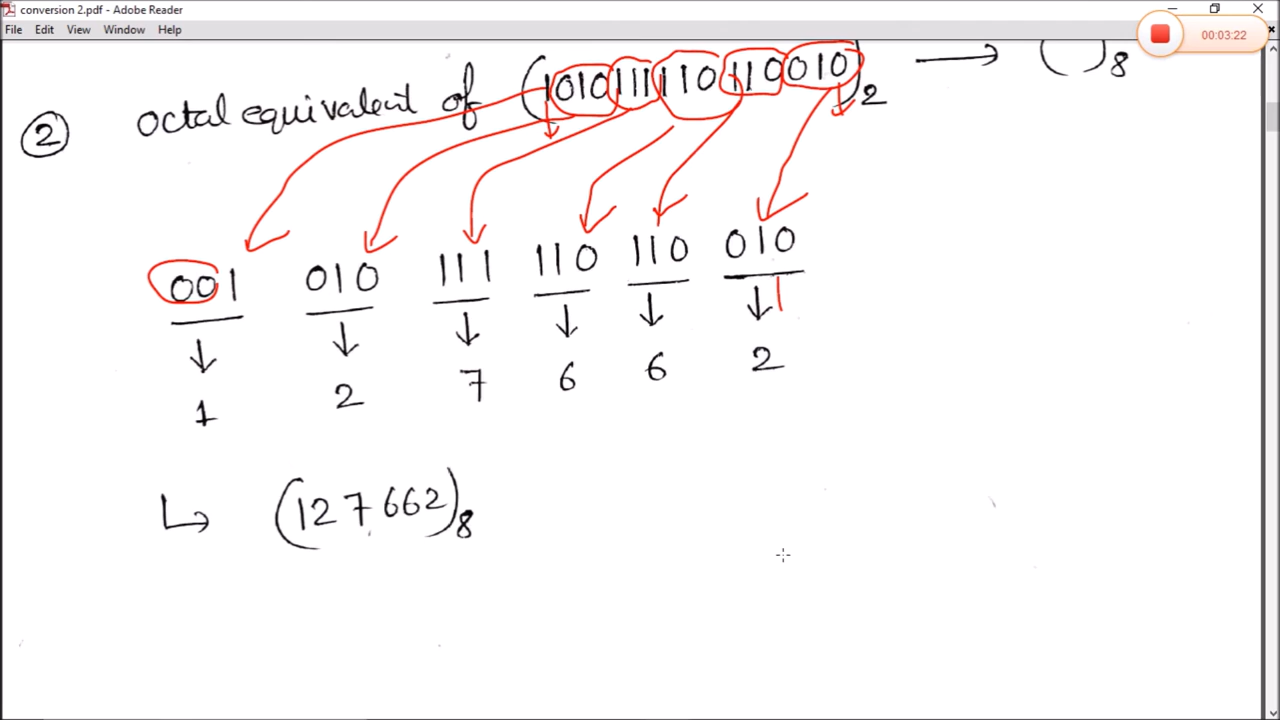 conversion 2.pdf - Adobe Reader
File Edit View Window Help
00:03:22
② octal equivalent of (1010111110110010)₂ → ( )₈
001 010 111 110 110 010
↓ ↓ ↓ ↓ ↓ ↓
1 2 7 6 6 2
↳ (127662)₈